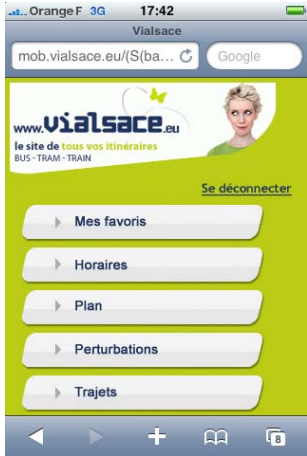 Orange F 3G 17:42
Vialsace
mob.vialsace.eu/(S(ba... Google
www.vialsace.eu
le site de tous vos itinéraires
BUS - TRAM - TRAIN
Se déconnecter
Mes favoris
Horaires
Plan
Perturbations
Trajets
8